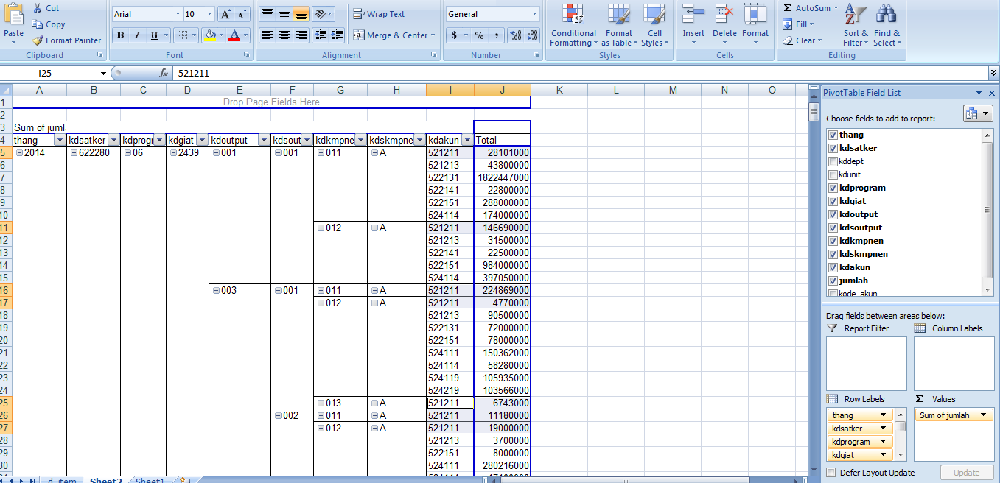 Cut
Copy
Paste
Format Painter
Clipboard
Arial 10 A A
B I U A
Font
Wrap Text
Merge & Center
Alignment
General
$ % , .00 .00
Number
Conditional Formatting
Format as Table
Cell Styles
Styles
Insert Delete Format
Cells
Σ AutoSum
Fill
Clear
Sort & Filter
Find & Select
Editing
I25 fx 521211
A B C D E F G H I J K L M N O
1 Drop Page Fields Here
2
3 Sum of jumla
4 thang kdsatker kdprogr kdgiat kdoutput kdsout kdkmpne kdskmpne kdakun Total
5 2014 622280 06 2439 001 001 011 A 521211 28101000
6 521213 43800000
7 522131 1822447000
8 522141 22800000
9 522151 288000000
10 524114 174000000
11 012 A 521211 146690000
12 521213 31500000
13 522141 22500000
14 522151 984000000
15 524114 397050000
16 003 001 011 A 521211 224869000
17 012 A 521211 4770000
18 521213 90500000
19 522131 72000000
20 522151 78000000
21 524111 150362000
22 524114 58280000
23 524119 105935000
24 524219 103566000
25 013 A 521211 6743000
26 002 011 A 521211 11180000
27 012 A 521211 19000000
28 521213 3700000
29 522151 8000000
30 524111 280216000
d_item Sheet2 Sheet1
PivotTable Field List
Choose fields to add to report:
thang
kdsatker
kddept
kdunit
kdprogram
kdgiat
kdoutput
kdsoutput
kdkmpnen
kdskmpnen
kdakun
jumlah
kode_akun
Drag fields between areas below:
Report Filter Column Labels
Row Labels Σ Values
thang Sum of jumlah
kdsatker
kdprogram
kdgiat
Defer Layout Update Update